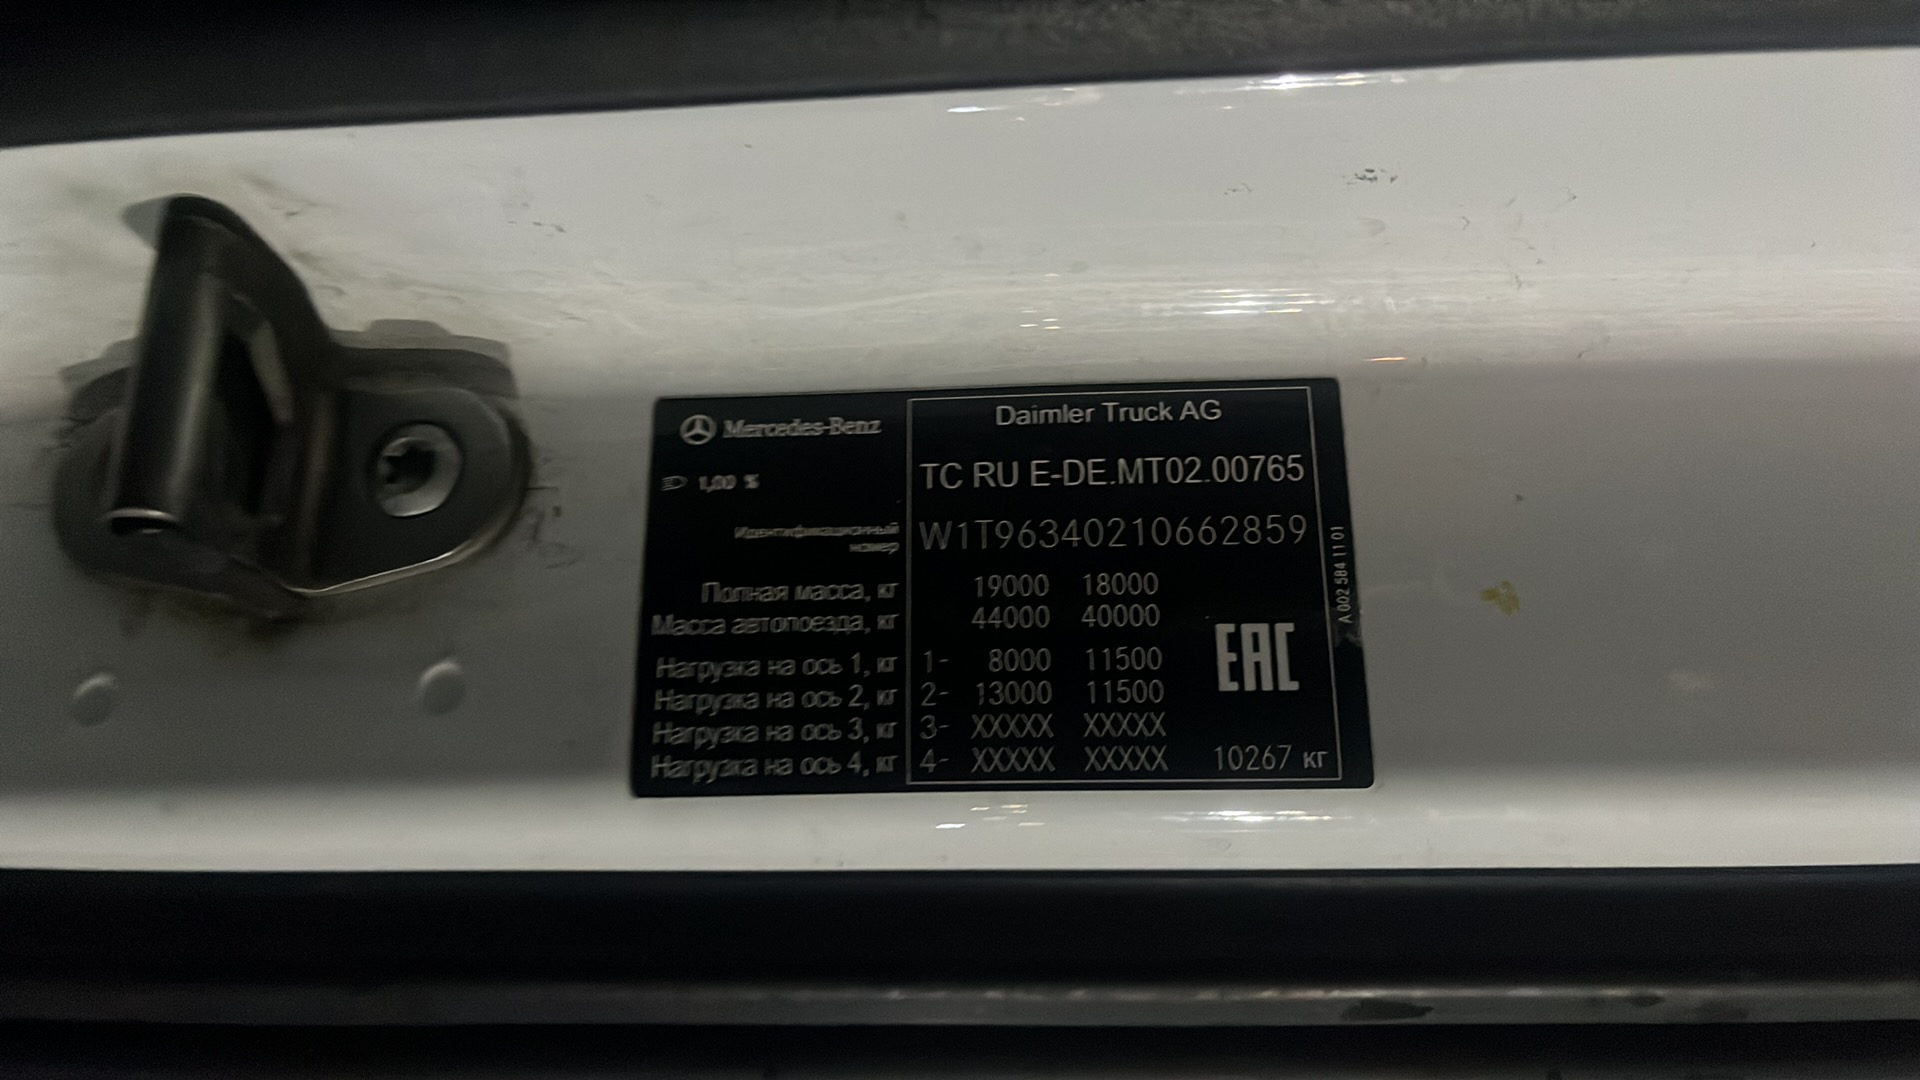 Mercedes-Benz
Daimler Truck AG
1,00 %
TC RU E-DE.MT02.00765
Идентификационный
номер
W1T96340210662859
Полная масса, кг 19000 18000
Масса автопоезда, кг 44000 40000
Нагрузка на ось 1, кг 1- 8000 11500
Нагрузка на ось 2, кг 2- 13000 11500
Нагрузка на ось 3, кг 3- XXXXX XXXXX
Нагрузка на ось 4, кг 4- XXXXX XXXXX
EAC
10267 кг
A 002 584 11 01